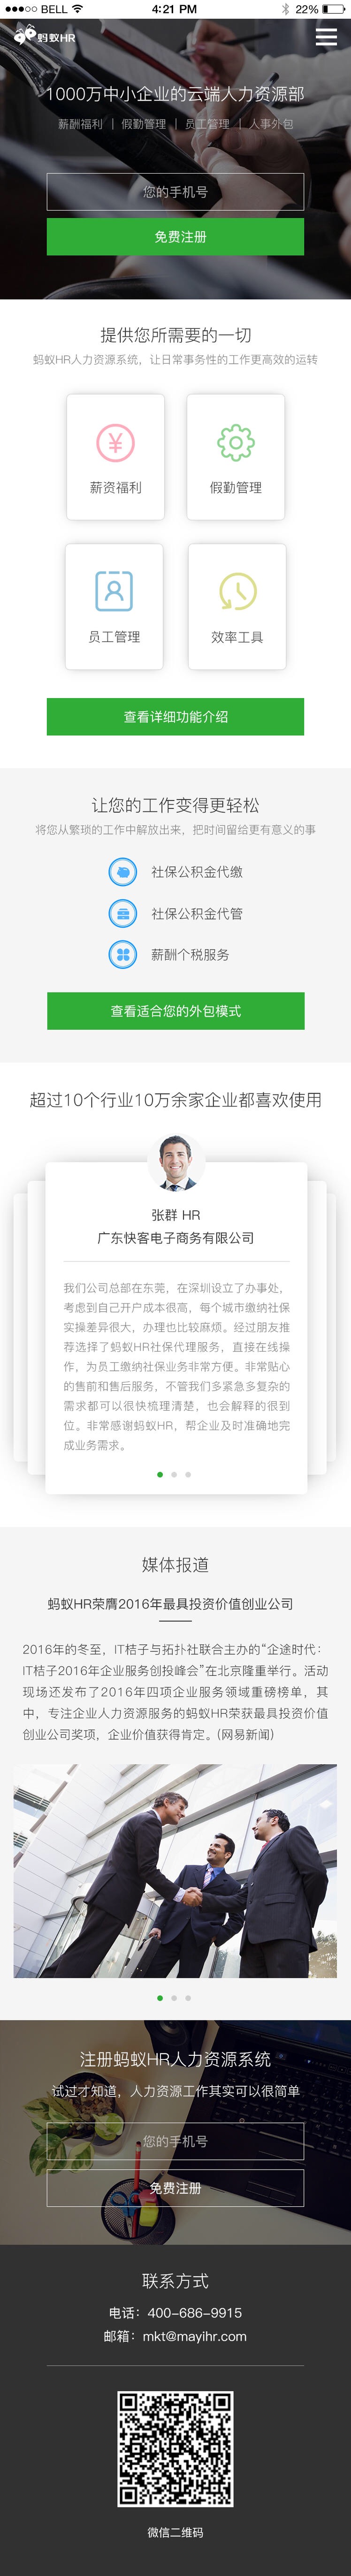 BELL
4:21 PM
22%
蚂蚁HR
1000万中小企业的云端人力资源部
薪酬福利 | 假勤管理 | 员工管理 | 人事外包
您的手机号
免费注册
提供您所需要的一切
蚂蚁HR人力资源系统，让日常事务性的工作更高效的运转
薪资福利
假勤管理
员工管理
效率工具
查看详细功能介绍
让您的工作变得更轻松
将您从繁琐的工作中解放出来，把时间留给更有意义的事
社保公积金代缴
社保公积金代管
薪酬个税服务
查看适合您的外包模式
超过10个行业10万余家企业都喜欢使用
张群 HR
广东快客电子商务有限公司
我们公司总部在东莞，在深圳设立了办事处，
考虑到自己开户成本很高，每个城市缴纳社保
实操差异很大，办理也比较麻烦。经过朋友推
荐选择了蚂蚁HR社保代理服务，直接在线操
作，为员工缴纳社保业务非常方便。非常贴心
的售前和售后服务，不管我们多紧急多复杂的
需求都可以很快梳理清楚，也会解释的很到
位。非常感谢蚂蚁HR，帮企业及时准确地完
成业务需求。
媒体报道
蚂蚁HR荣膺2016年最具投资价值创业公司
2016年的冬至，IT桔子与拓扑社联合主办的“企途时代：
IT桔子2016年企业服务创投峰会”在北京隆重举行。活动
现场还发布了2016年四项企业服务领域重磅榜单，其
中，专注企业人力资源服务的蚂蚁HR荣获最具投资价值
创业公司奖项，企业价值获得肯定。(网易新闻)
注册蚂蚁HR人力资源系统
试过才知道，人力资源工作其实可以很简单
您的手机号
免费注册
联系方式
电话：400-686-9915
邮箱：mkt@mayihr.com
微信二维码